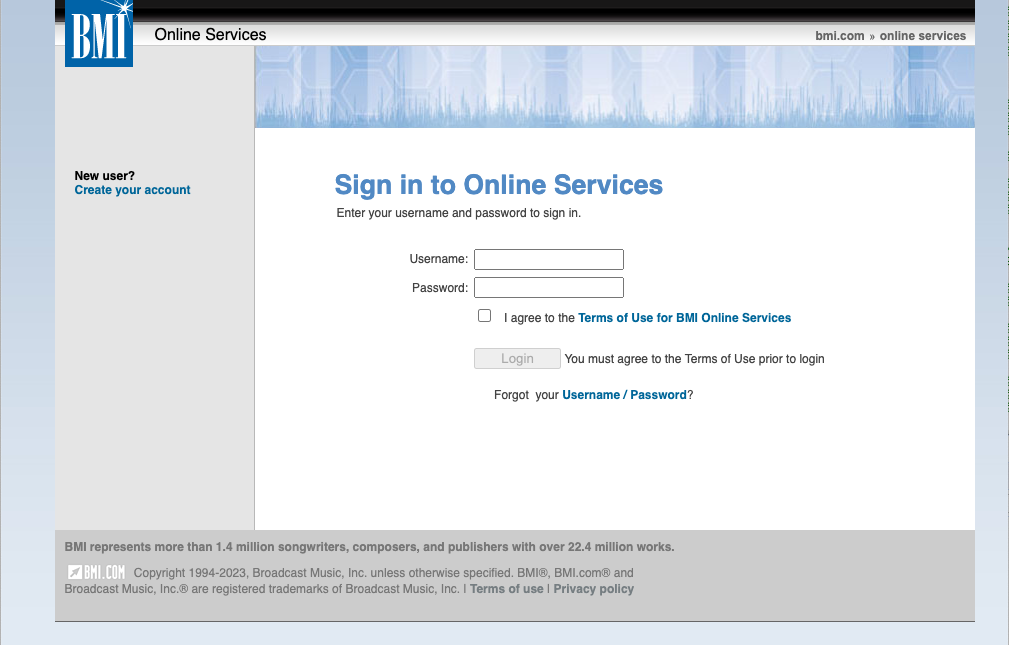 BMI
Online Services
bmi.com » online services
New user?
Create your account
Sign in to Online Services
Enter your username and password to sign in.
Username:
Password:
I agree to the Terms of Use for BMI Online Services
Login You must agree to the Terms of Use prior to login
Forgot your Username / Password?
BMI represents more than 1.4 million songwriters, composers, and publishers with over 22.4 million works.
BMI.COM Copyright 1994-2023, Broadcast Music, Inc. unless otherwise specified. BMI®, BMI.com® and
Broadcast Music, Inc.® are registered trademarks of Broadcast Music, Inc. | Terms of use | Privacy policy